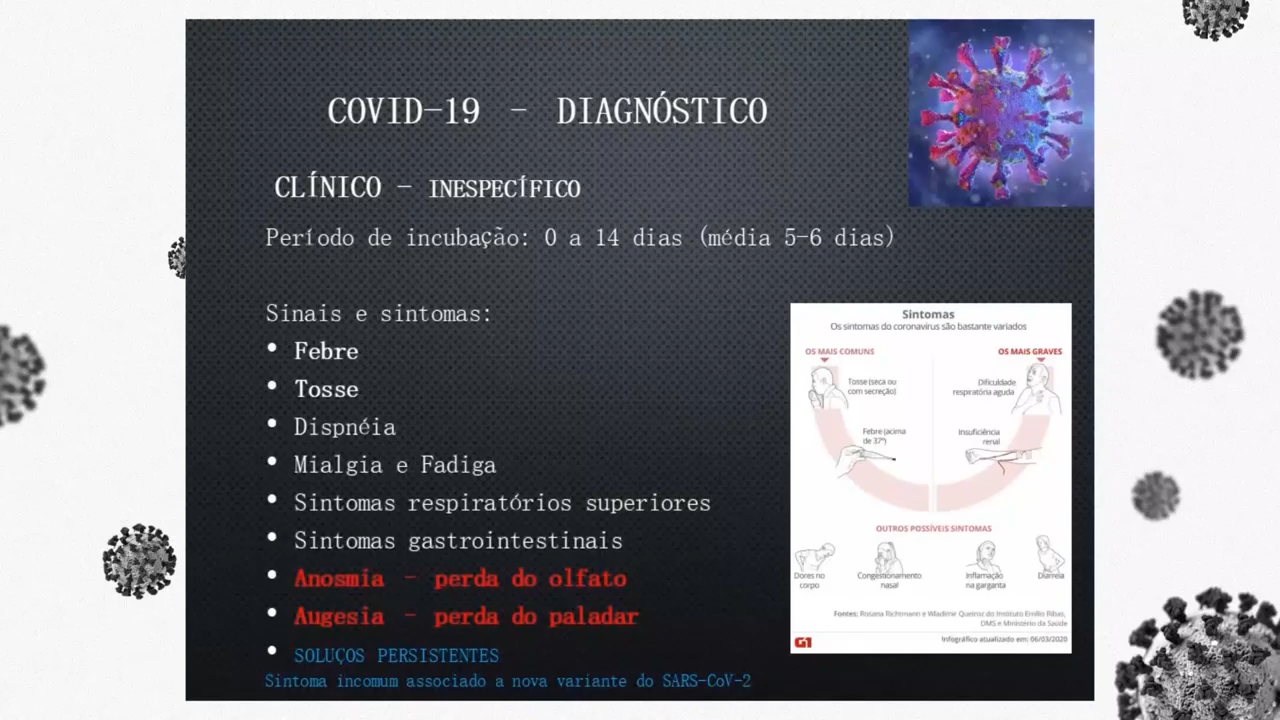 COVID-19 - DIAGNÓSTICO
CLÍNICO - INESPECÍFICO
Período de incubação: 0 a 14 dias (média 5-6 dias)
Sinais e sintomas:
• Febre
• Tosse
• Dispnéia
• Mialgia e Fadiga
• Sintomas respiratórios superiores
• Sintomas gastrointestinais
• Anosmia - perda do olfato
• Augesia - perda do paladar
• SOLUÇOS PERSISTENTES
Sintoma incomum associado a nova variante do SARS-CoV-2
Sintomas
Os sintomas do coronavírus são bastante variados
OS MAIS COMUNS
Tosse (seca ou
com secreção)
Febre (acima
de 37º)
OS MAIS GRAVES
Dificuldade
respiratória aguda
Insuficiência
renal
OUTROS POSSÍVEIS SINTOMAS
Dores no
corpo
Congestionamento
nasal
Inflamação
na garganta
Diarreia
Fontes: Rosana Richtmann e Wladimir Queiroz do Instituto Emílio Ribas,
OMS e Ministério da Saúde
G1
Infográfico atualizado em: 06/03/2020